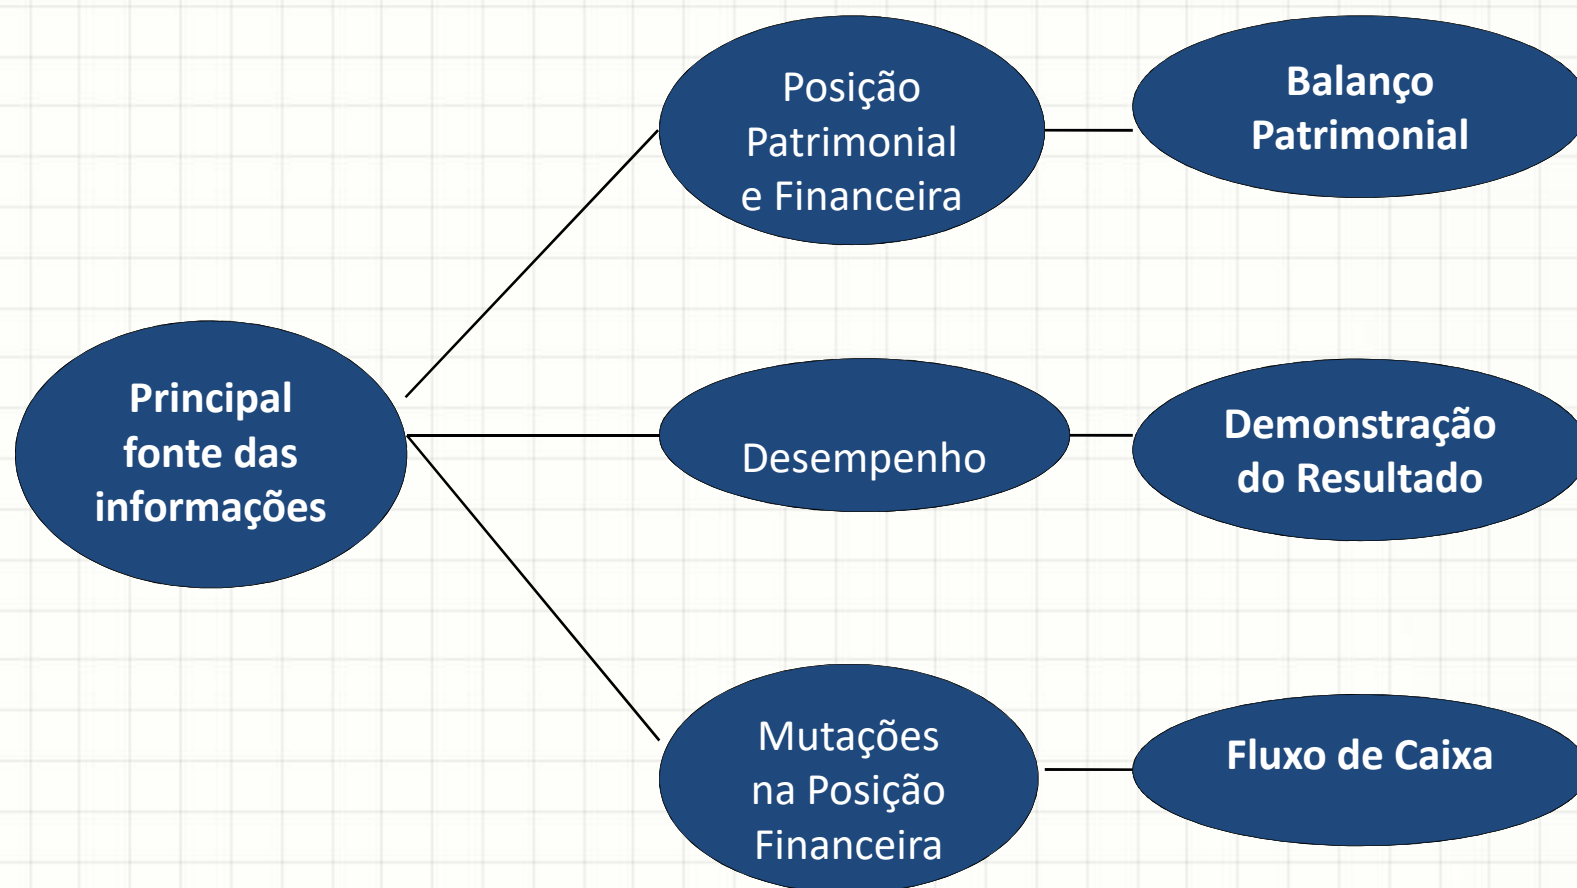 Principal
fonte das
informações
Posição
Patrimonial
e Financeira
Balanço
Patrimonial
Desempenho
Demonstração
do Resultado
Mutações
na Posição
Financeira
Fluxo de Caixa